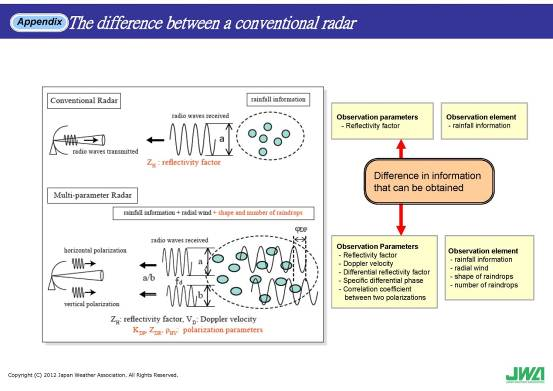 Appendix The difference between a conventional radar
Conventional Radar
rainfall information
radio waves received
a
radio waves transmitted
ZH : reflectivity factor
Multi-parameter Radar
rainfall information + radial wind + shape and number of raindrops
φDP
horizontal polarization
radio waves received
a
a/b
fd
b
vertical polarization
ZH: reflectivity factor, VD: Doppler velocity
KDP, ZDR, ρHV: polarization parameters
Observation parameters
- Reflectivity factor
Observation element
- rainfall information
Difference in information
that can be obtained
Observation Parameters
- Reflectivity factor
- Doppler velocity
- Differential reflectivity factor
- Specific differential phase
- Correlation coefficient
between two polarizations
Observation element
- rainfall information
- radial wind
- shape of raindrops
- number of raindrops
Copyright (C) 2012 Japan Weather Association. All Rights Reserved.
JWA